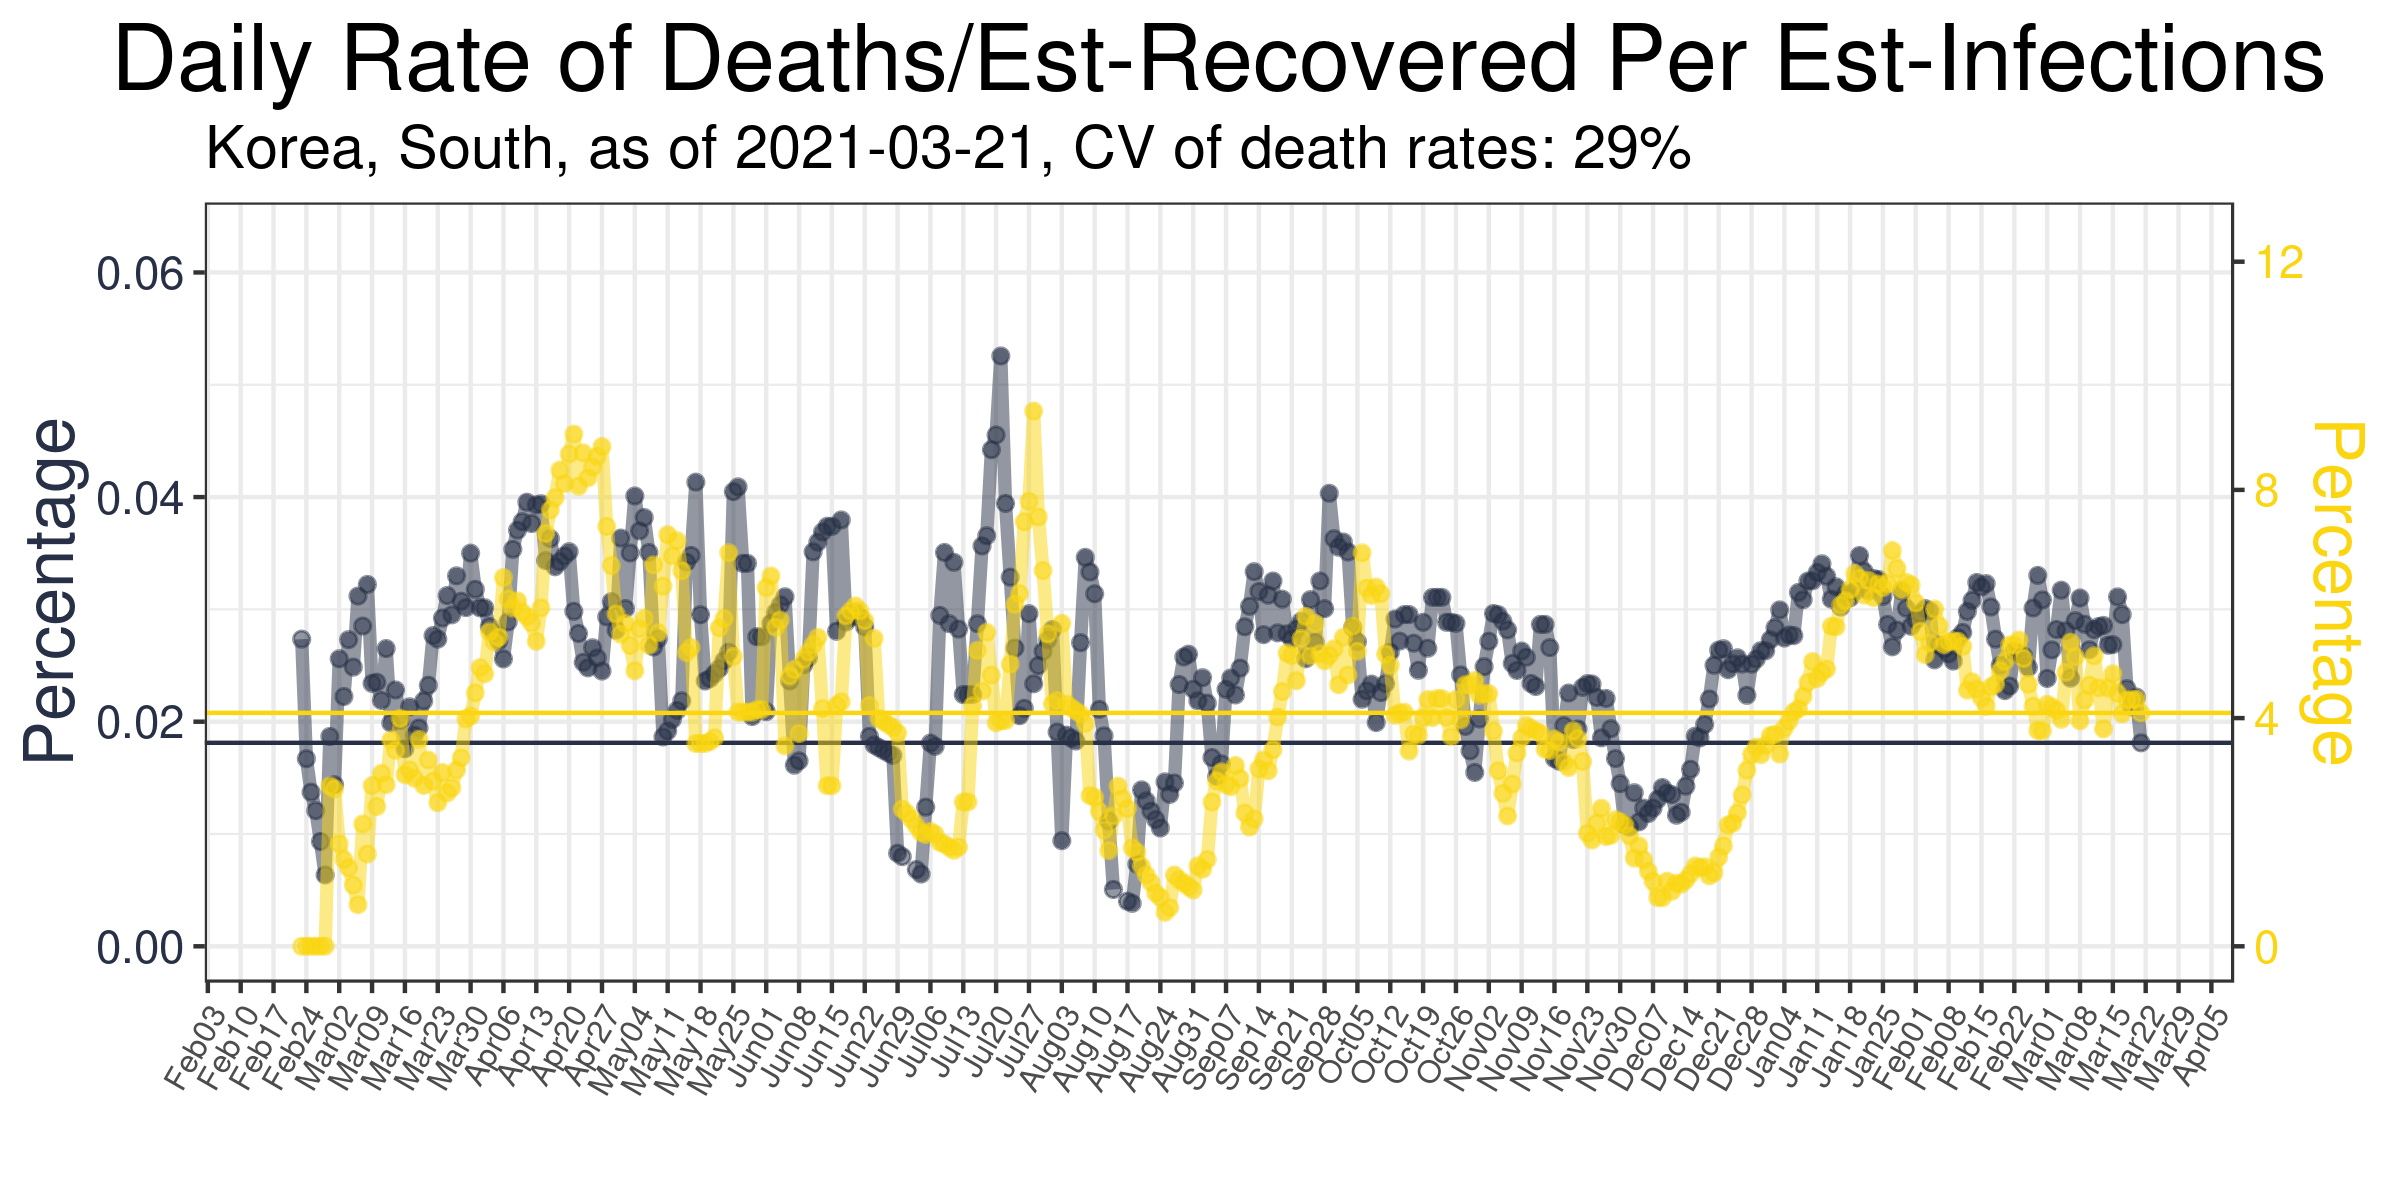 Daily Rate of Deaths/Est-Recovered Per Est-Infections
Korea, South, as of 2021-03-21, CV of death rates: 29%
Percentage
0.06
0.04
0.02
0.00
12
8
4
0
Percentage
Feb03
Feb10
Feb17
Feb24
Mar02
Mar09
Mar16
Mar23
Mar30
Apr06
Apr13
Apr20
Apr27
May04
May11
May18
May25
Jun01
Jun08
Jun15
Jun22
Jun29
Jul06
Jul13
Jul20
Jul27
Aug03
Aug10
Aug17
Aug24
Aug31
Sep07
Sep14
Sep21
Sep28
Oct05
Oct12
Oct19
Oct26
Nov02
Nov09
Nov16
Nov23
Nov30
Dec07
Dec14
Dec21
Dec28
Jan04
Jan11
Jan18
Jan25
Feb01
Feb08
Feb15
Feb22
Mar01
Mar08
Mar15
Mar22
Mar29
Apr05